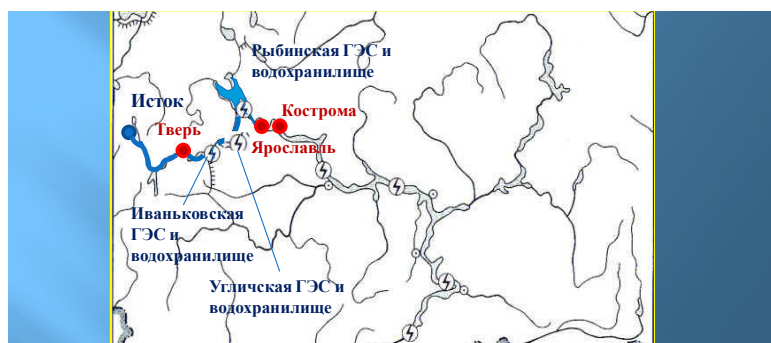 Рыбинская ГЭС и
водохранилище
Исток
Кострома
Тверь
Ярославль
Иваньковская
ГЭС и
водохранилище
Угличская ГЭС и
водохранилище